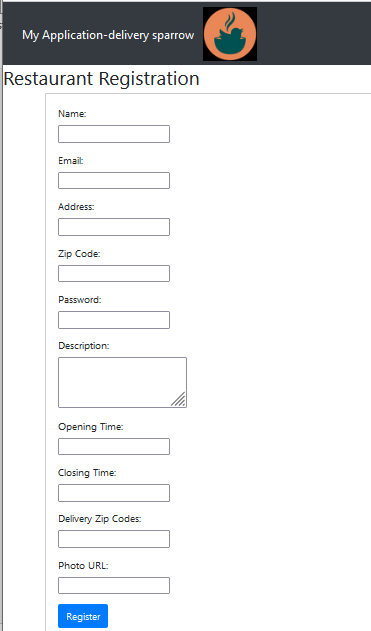 My Application-delivery sparrow
Restaurant Registration
Name:
Email:
Address:
Zip Code:
Password:
Description:
Opening Time:
Closing Time:
Delivery Zip Codes:
Photo URL:
Register